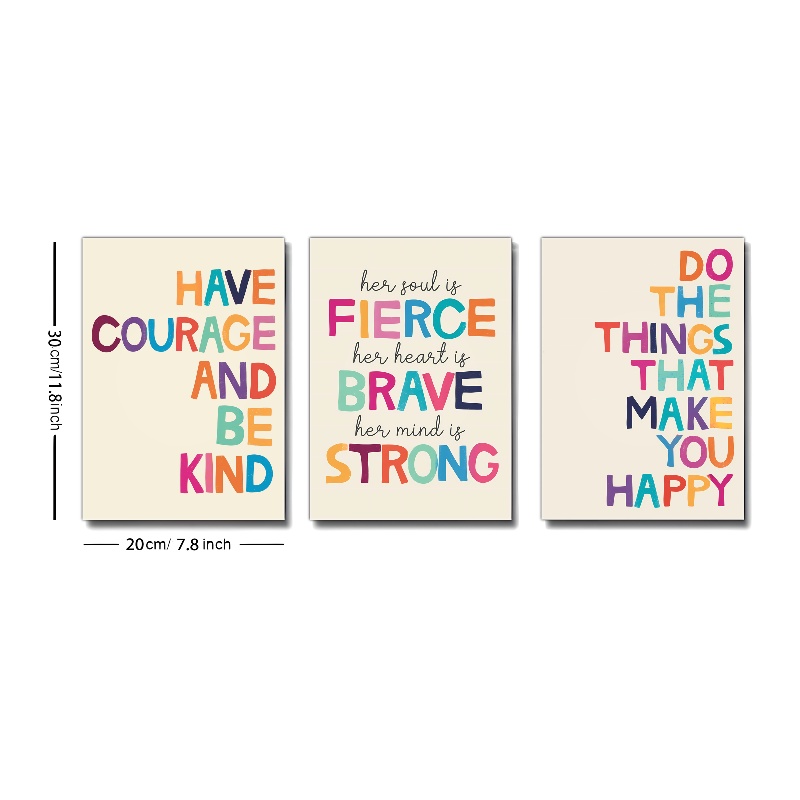 HAVE
COURAGE
AND
BE
KIND
her soul is
FIERCE
her heart is
BRAVE
her mind is
STRONG
DO
THE
THINGS
THAT
MAKE
YOU
HAPPY
30cm/11.8inch
20cm/ 7.8 inch